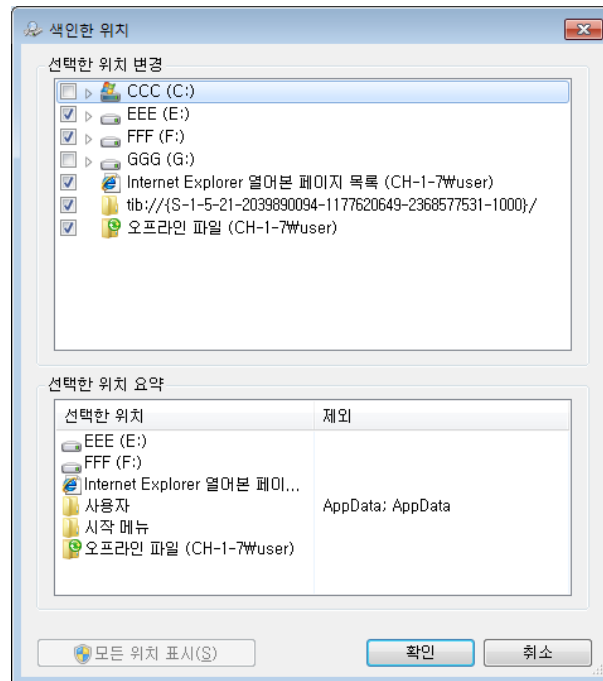 색인한 위치
선택한 위치 변경
CCC (C:)
EEE (E:)
FFF (F:)
GGG (G:)
Internet Explorer 열어본 페이지 목록 (CH-1-7₩user)
tib://{S-1-5-21-2039890094-1177620649-2368577531-1000}/
오프라인 파일 (CH-1-7₩user)
선택한 위치 요약
선택한 위치 제외
EEE (E:)
FFF (F:)
Internet Explorer 열어본 페이...
사용자 AppData; AppData
시작 메뉴
오프라인 파일 (CH-1-7₩user)
모든 위치 표시(S) 확인 취소